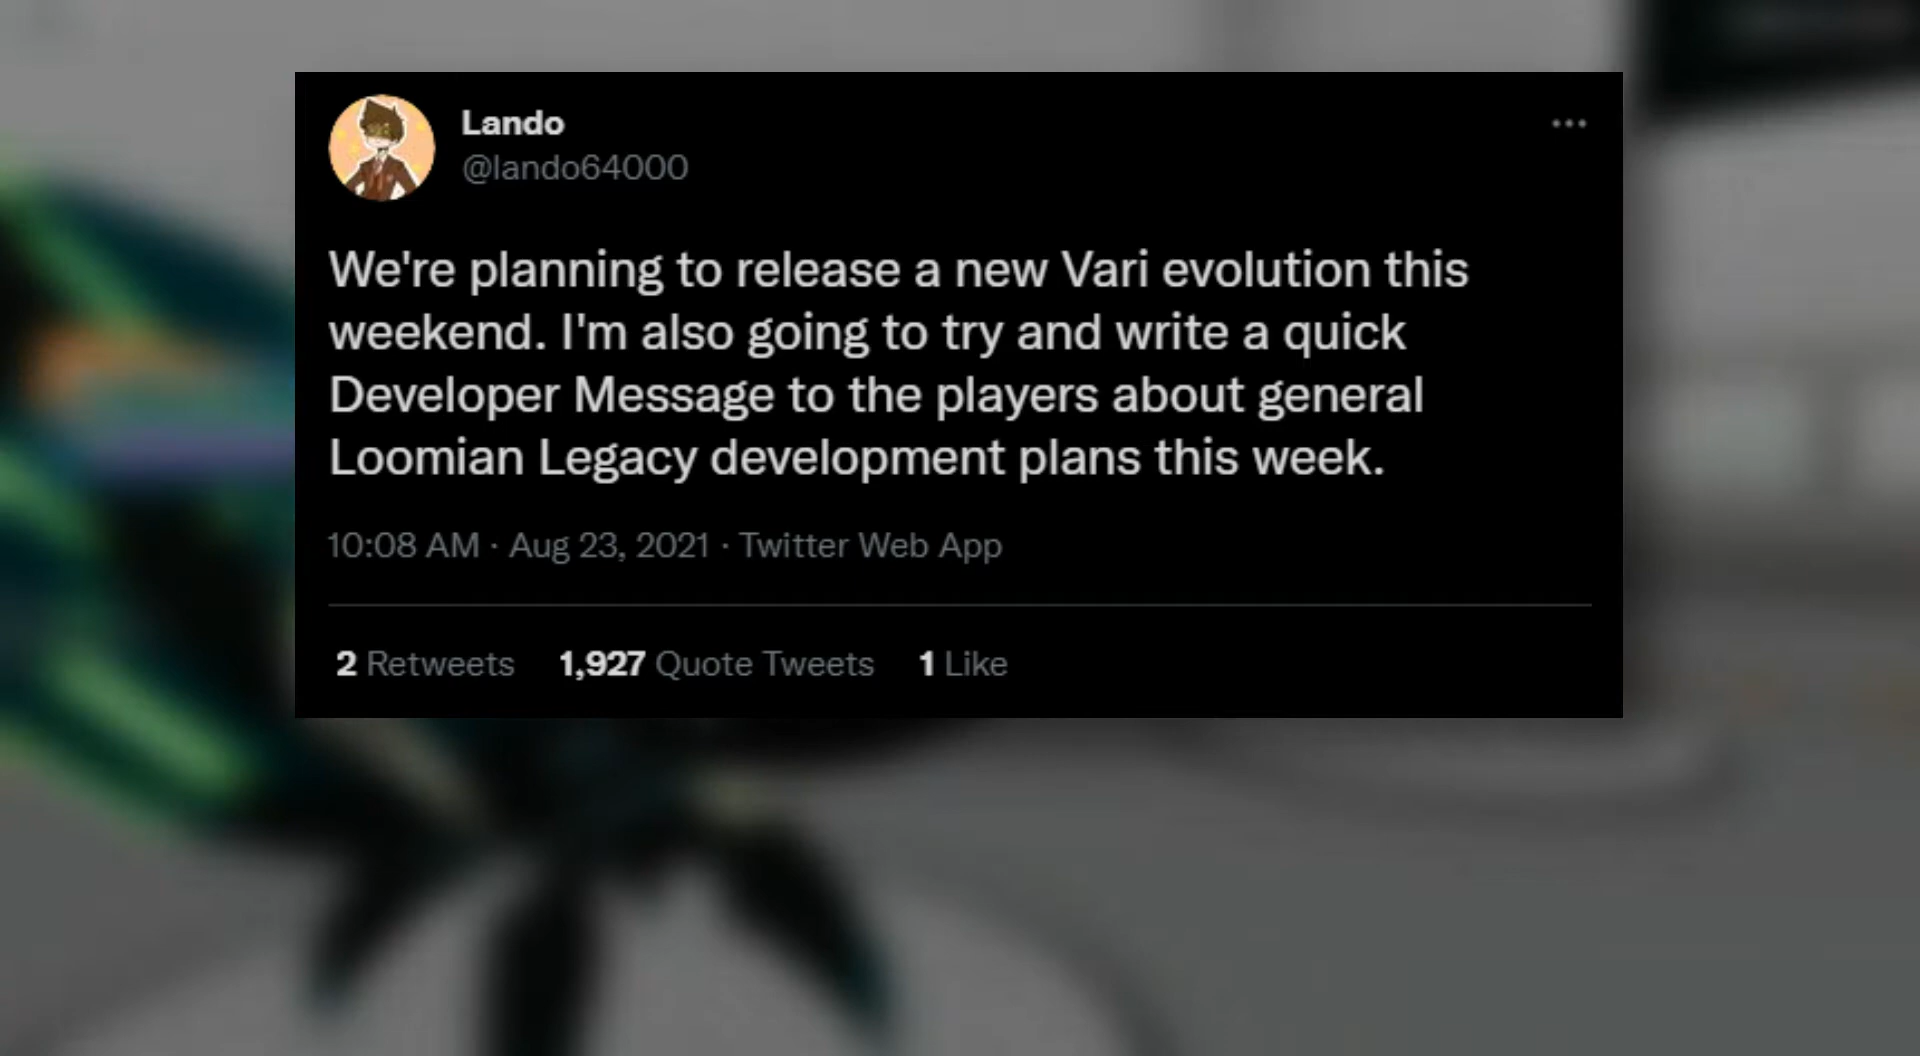 Lando
@lando64000
We're planning to release a new Vari evolution this
weekend. I'm also going to try and write a quick
Developer Message to the players about general
Loomian Legacy development plans this week.
10:08 AM · Aug 23, 2021 · Twitter Web App
2 Retweets 1,927 Quote Tweets 1 Like